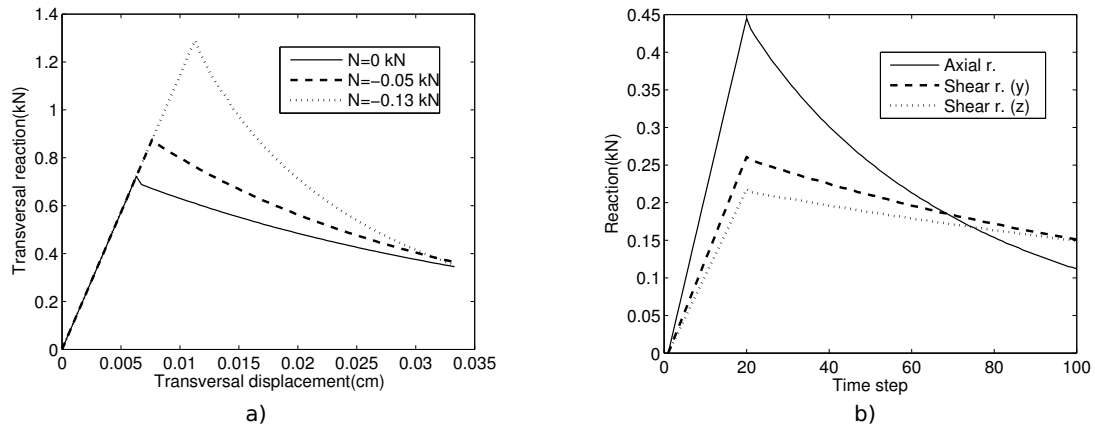 1.4
1.2
1
0.8
0.6
0.4
0.2
0
Transversal reaction(kN)
N=0 kN
N=−0.05 kN
N=−0.13 kN
0 0.005 0.01 0.015 0.02 0.025 0.03 0.035
Transversal displacement(cm)
a)
0.45
0.4
0.35
0.3
0.25
0.2
0.15
0.1
0.05
0
Reaction(kN)
Axial r.
Shear r. (y)
Shear r. (z)
0 20 40 60 80 100
Time step
b)